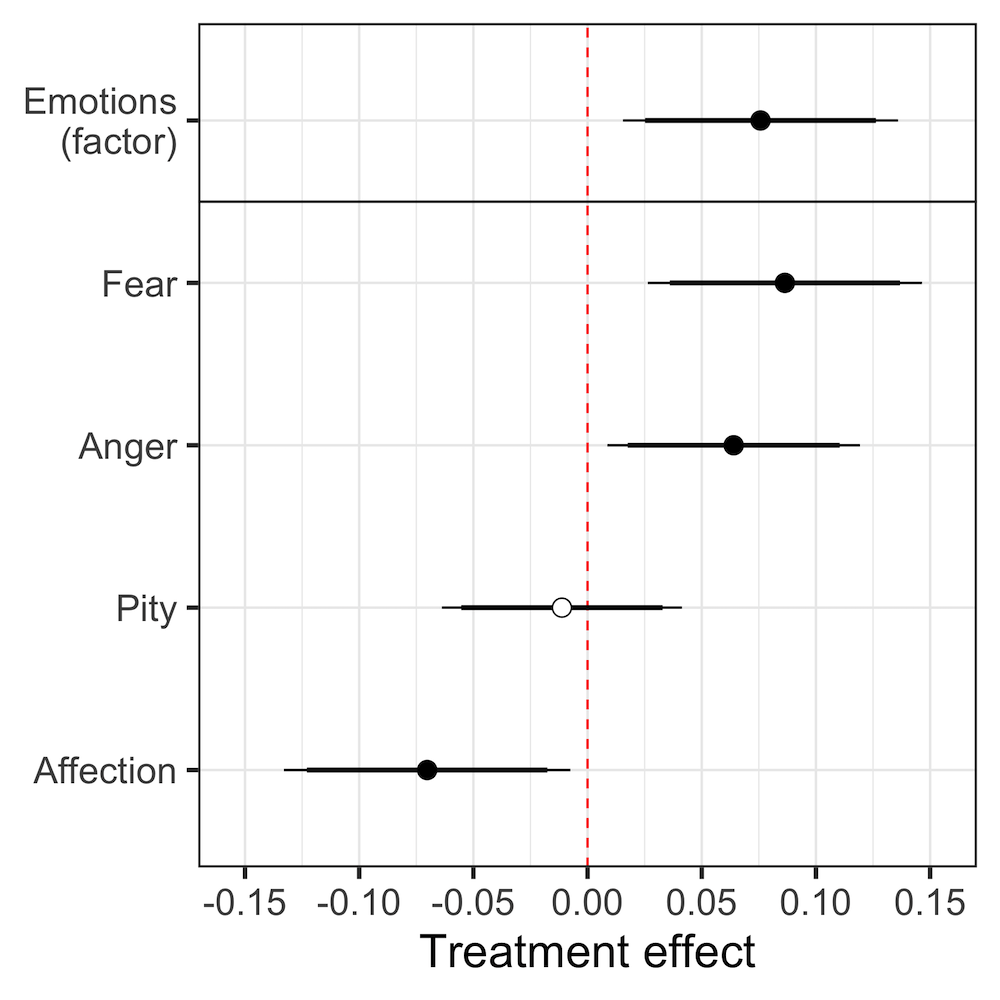 Emotions
(factor)
Fear
Anger
Pity
Affection
-0.15 -0.10 -0.05 0.00 0.05 0.10 0.15
Treatment effect